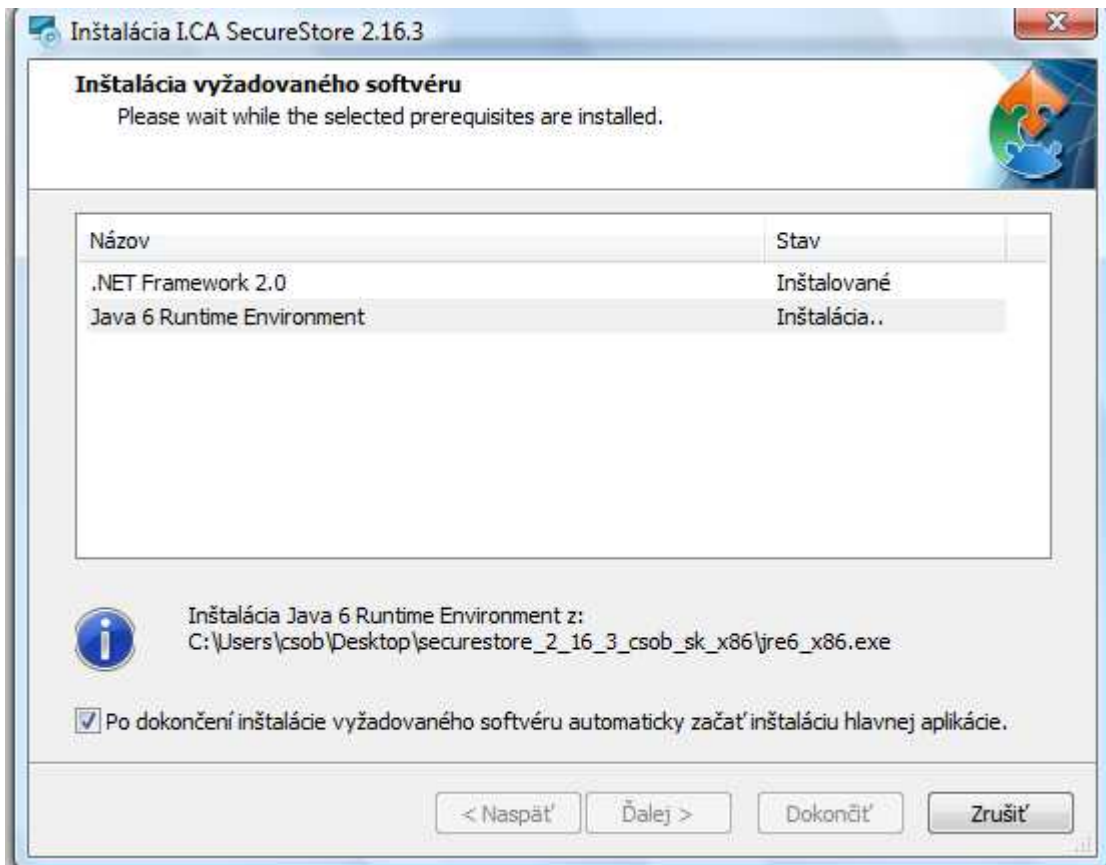 Inštalácia I.CA SecureStore 2.16.3
Inštalácia vyžadovaného softvéru
Please wait while the selected prerequisites are installed.
Názov Stav
.NET Framework 2.0 Inštalované
Java 6 Runtime Environment Inštalácia..
Inštalácia Java 6 Runtime Environment z:
C:\Users\csob\Desktop\securestore_2_16_3_csob_sk_x86\jre6_x86.exe
Po dokončení inštalácie vyžadovaného softvéru automaticky začať inštaláciu hlavnej aplikácie.
< Naspäť Ďalej > Dokončiť Zrušiť